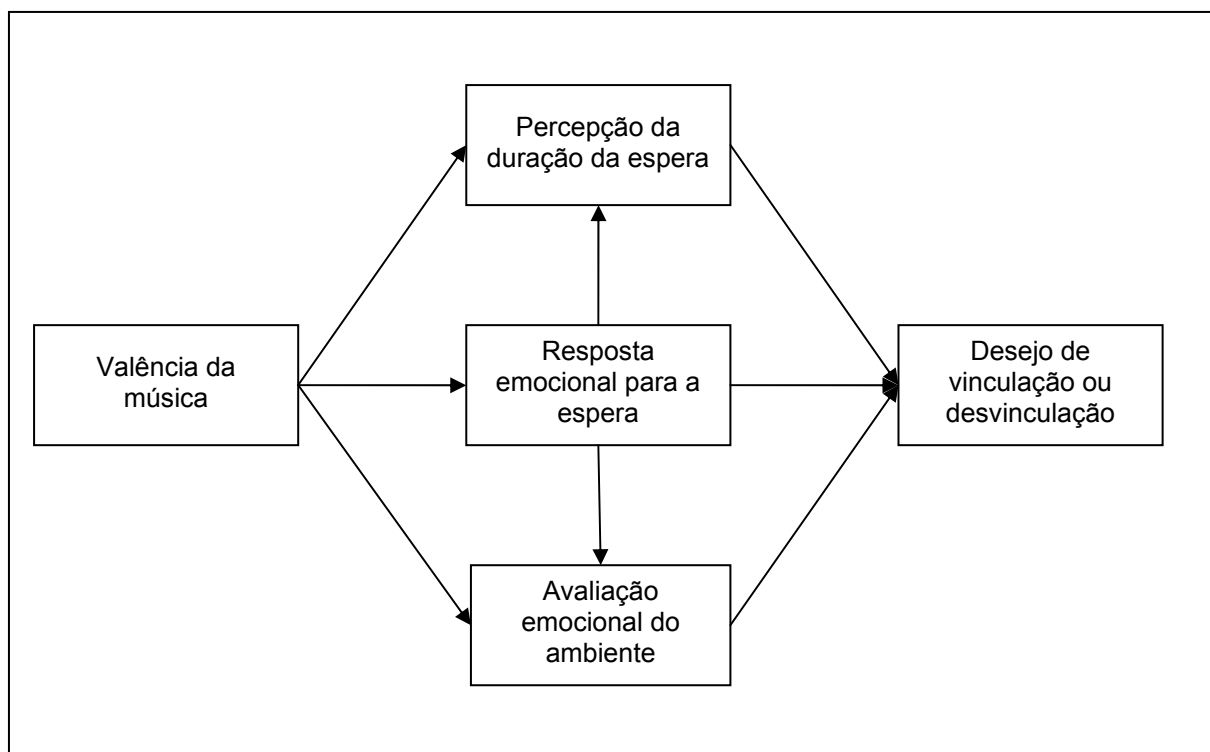 Percepção da
duração da espera
Valência da
música
Resposta
emocional para a
espera
Desejo de
vinculação ou
desvinculação
Avaliação
emocional do
ambiente